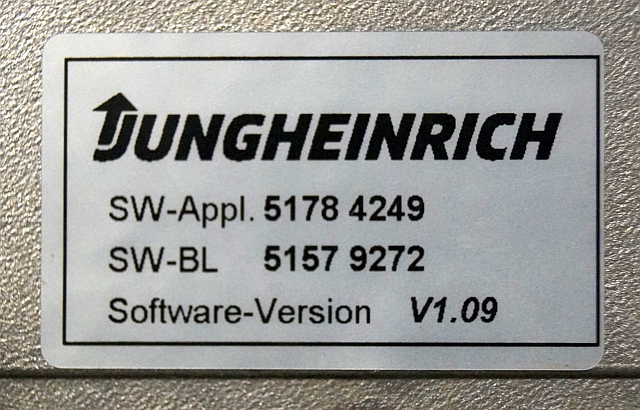 JUNGHEINRICH
SW-Appl. 5178 4249
SW-BL 5157 9272
Software-Version V1.09